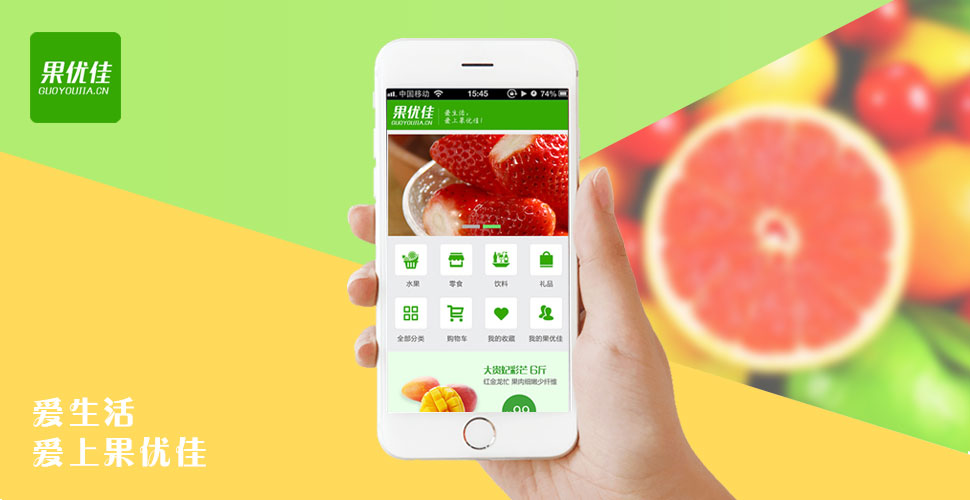 果优佳
GUOYOUJIA.CN
中国移动
15:45
74%
果优佳
GUOYOUJIA.CN
爱生活,
爱上果优佳!
水果
零食
饮料
礼品
全部分类
购物车
我的收藏
我的果优佳
大贵妃彩芒 6斤
红金龙忙 果肉细嫩少纤维
爱生活
爱上果优佳